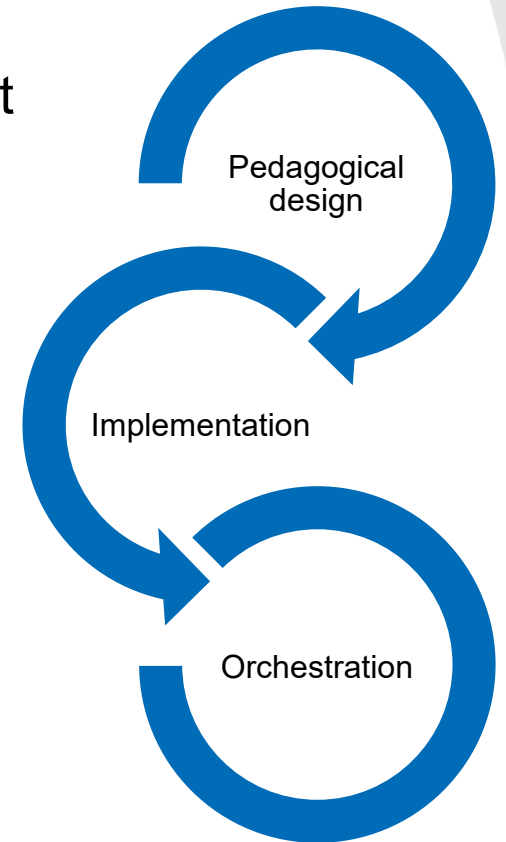 t
Pedagogical
design
Implementation
Orchestration